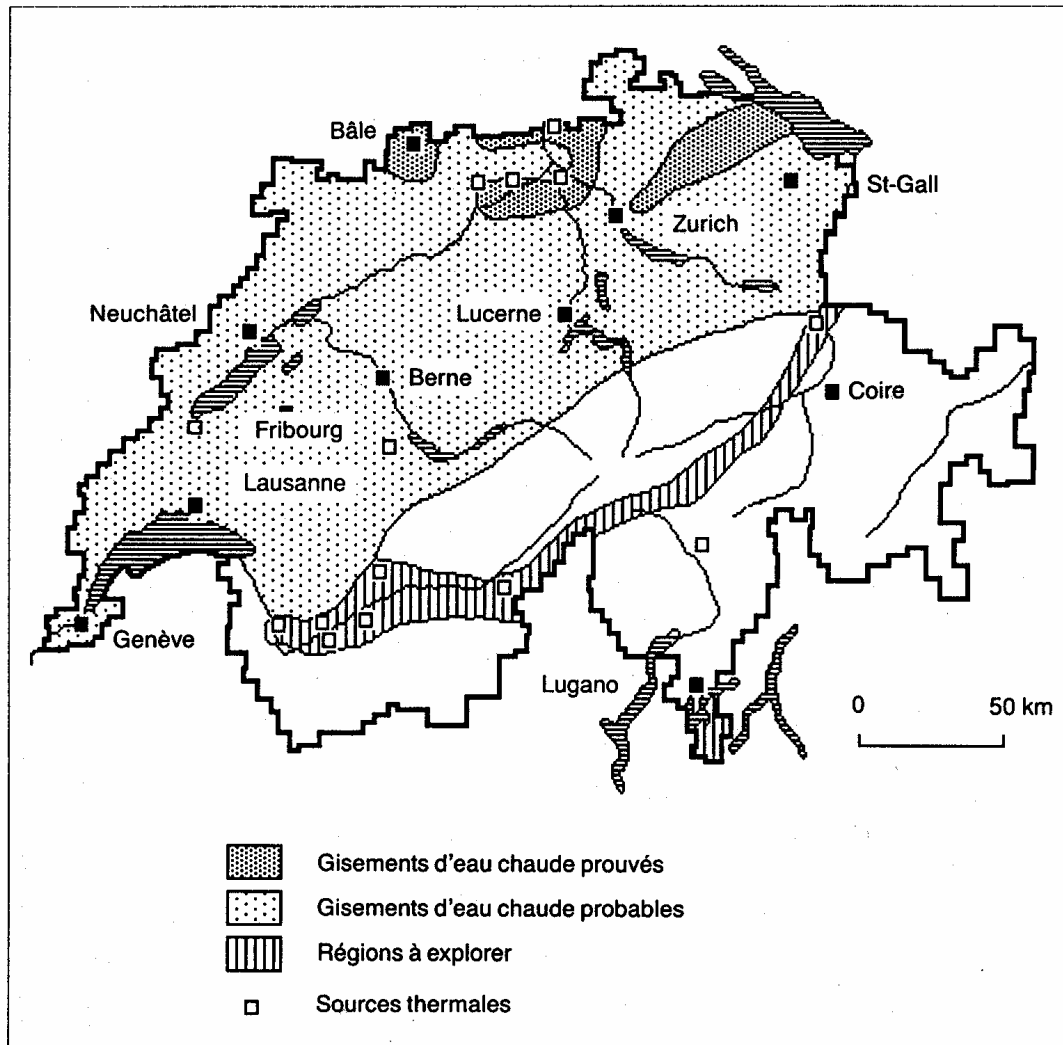 Bâle
St-Gall
Zurich
Neuchâtel
Lucerne
Berne
Coire
Fribourg
Lausanne
Genève
Lugano
0 50 km
Gisements d'eau chaude prouvés
Gisements d'eau chaude probables
Régions à explorer
Sources thermales